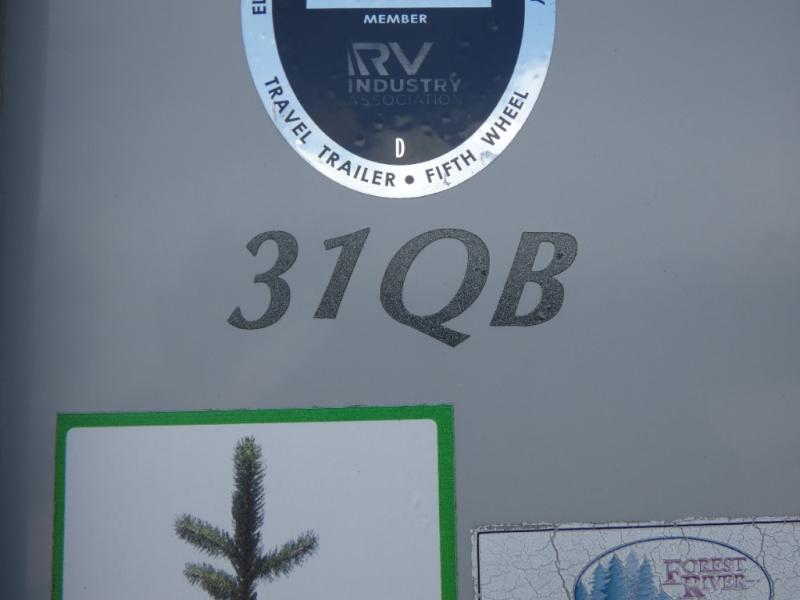 MEMBER
RV
INDUSTRY
ASSOCIATION
D
TRAVEL TRAILER • FIFTH WHEEL
31QB
FOREST
RIVER